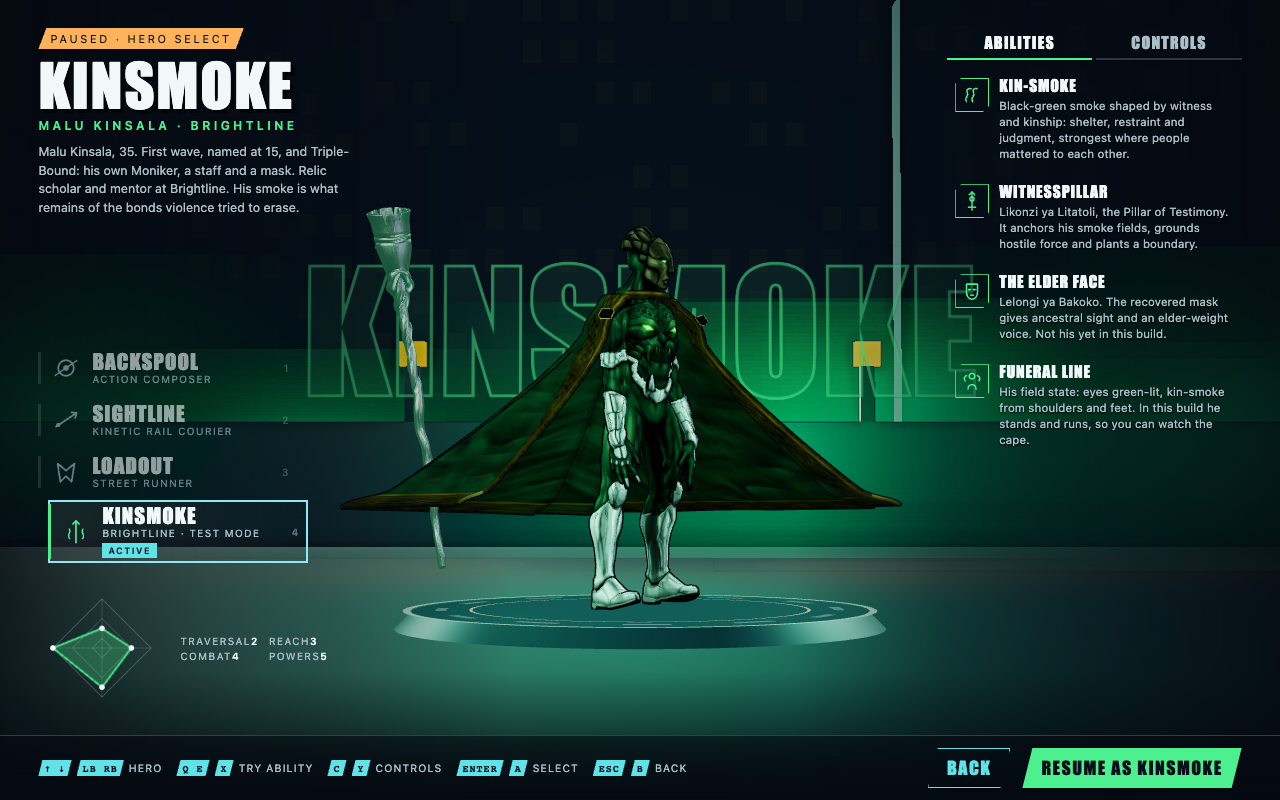 PAUSED · HERO SELECT
KINSMOKE
MALU KINSALA · BRIGHTLINE
Malu Kinsala, 35. First wave, named at 15, and Triple-
Bound: his own Moniker, a staff and a mask. Relic
scholar and mentor at Brightline. His smoke is what
remains of the bonds violence tried to erase.
KINSMOKE
BACKSPOOL 1
ACTION COMPOSER
SIGHTLINE 2
KINETIC RAIL COURIER
LOADOUT 3
STREET RUNNER
KINSMOKE
BRIGHTLINE · TEST MODE 4
ACTIVE
TRAVERSAL2 REACH3
COMBAT4 POWERS5
ABILITIES CONTROLS
KIN-SMOKE
Black-green smoke shaped by witness
and kinship: shelter, restraint and
judgment, strongest where people
mattered to each other.
WITNESSPILLAR
Likonzi ya Litatoli, the Pillar of Testimony.
It anchors his smoke fields, grounds
hostile force and plants a boundary.
THE ELDER FACE
Lelongi ya Bakoko. The recovered mask
gives ancestral sight and an elder-weight
voice. Not his yet in this build.
FUNERAL LINE
His field state: eyes green-lit, kin-smoke
from shoulders and feet. In this build he
stands and runs, so you can watch the
cape.
↑ ↓ LB RB HERO Q E X TRY ABILITY C Y CONTROLS ENTER A SELECT ESC B BACK
BACK
RESUME AS KINSMOKE